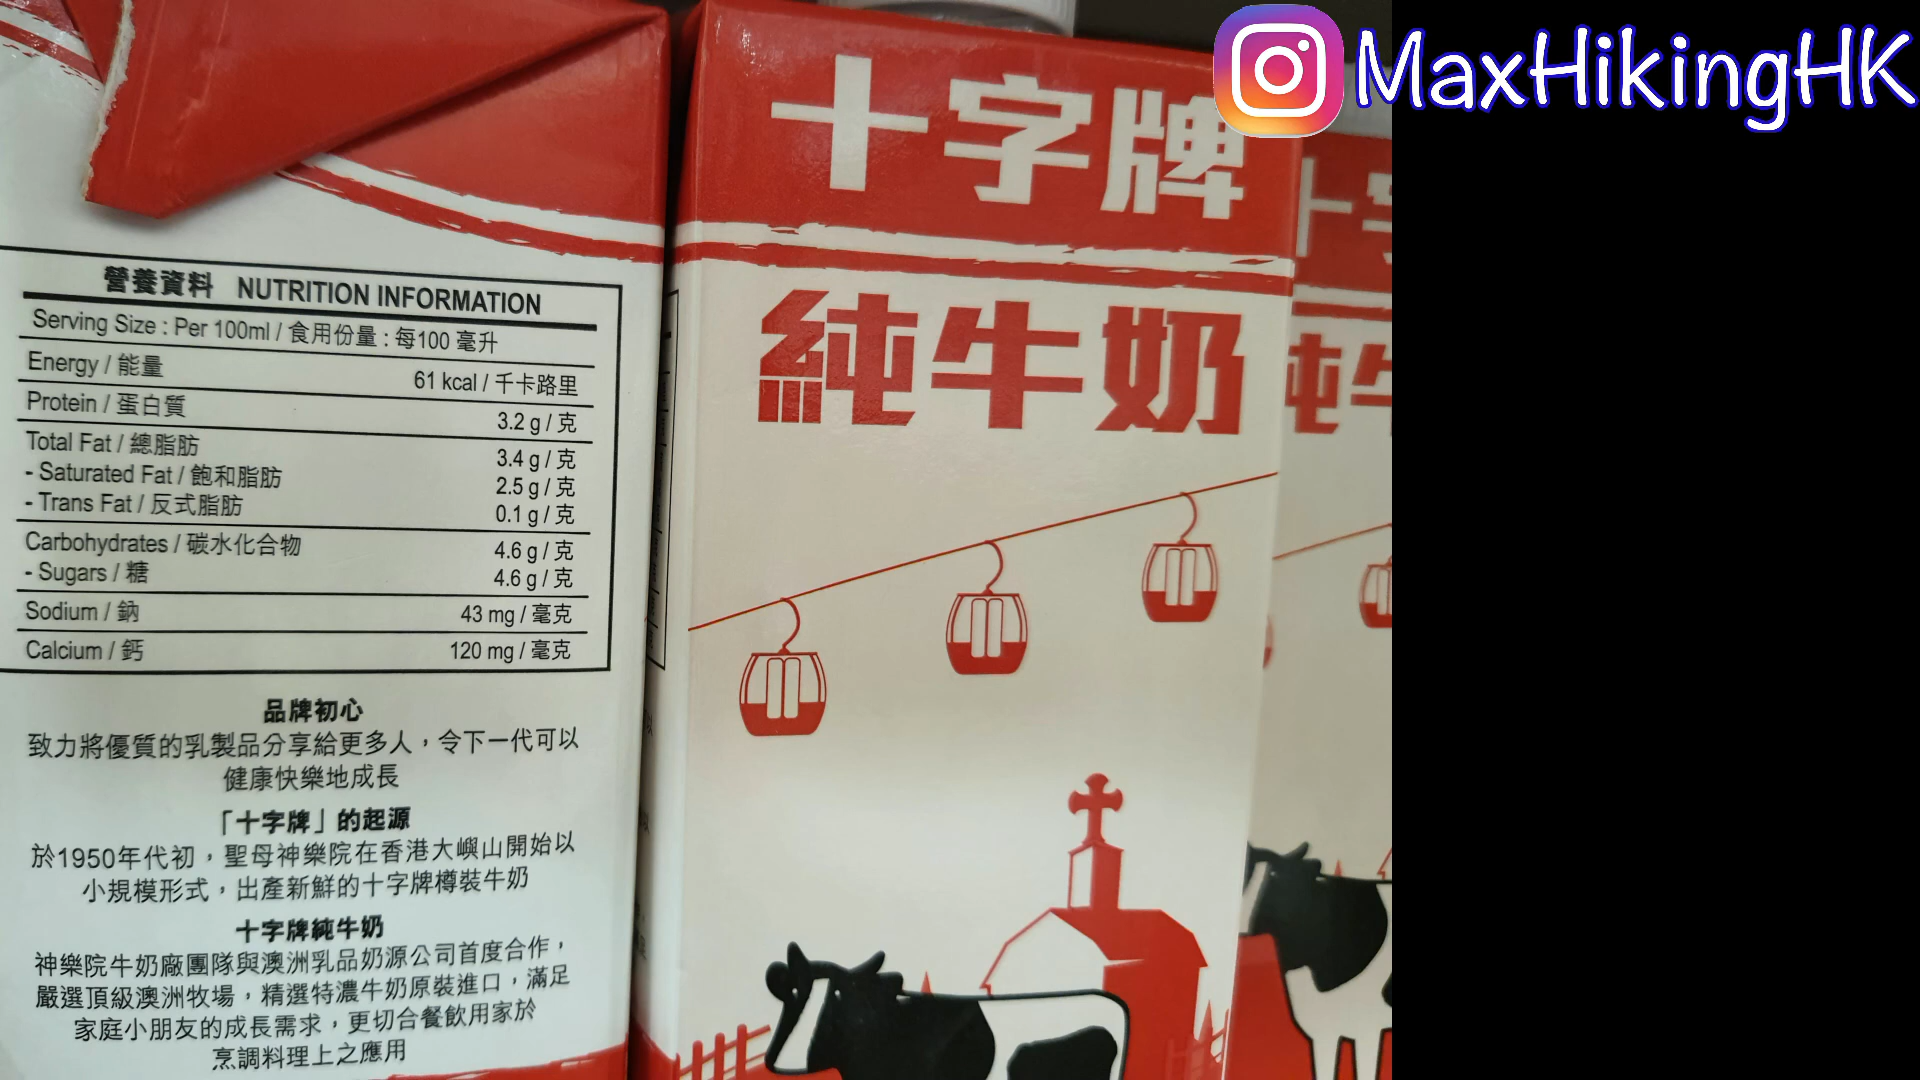 營養資料 NUTRITION INFORMATION
Serving Size : Per 100ml / 食用份量 : 每100 毫升
Energy / 能量 61 kcal / 千卡路里
Protein / 蛋白質 3.2 g / 克
Total Fat / 總脂肪 3.4 g / 克
- Saturated Fat / 飽和脂肪 2.5 g / 克
- Trans Fat / 反式脂肪 0.1 g / 克
Carbohydrates / 碳水化合物 4.6 g / 克
- Sugars / 糖 4.6 g / 克
Sodium / 鈉 43 mg / 毫克
Calcium / 鈣 120 mg / 毫克
品牌初心
致力將優質的乳製品分享給更多人，令下一代可以
健康快樂地成長
「十字牌」的起源
於1950年代初，聖母神樂院在香港大嶼山開始以
小規模形式，出產新鮮的十字牌樽裝牛奶
十字牌純牛奶
神樂院牛奶廠團隊與澳洲乳品奶源公司首度合作，
嚴選頂級澳洲牧場，精選特濃牛奶原裝進口，滿足
家庭小朋友的成長需求，更切合餐飲用家於
烹調料理上之應用
十字牌
純牛奶
十字
純牛
MaxHikingHK